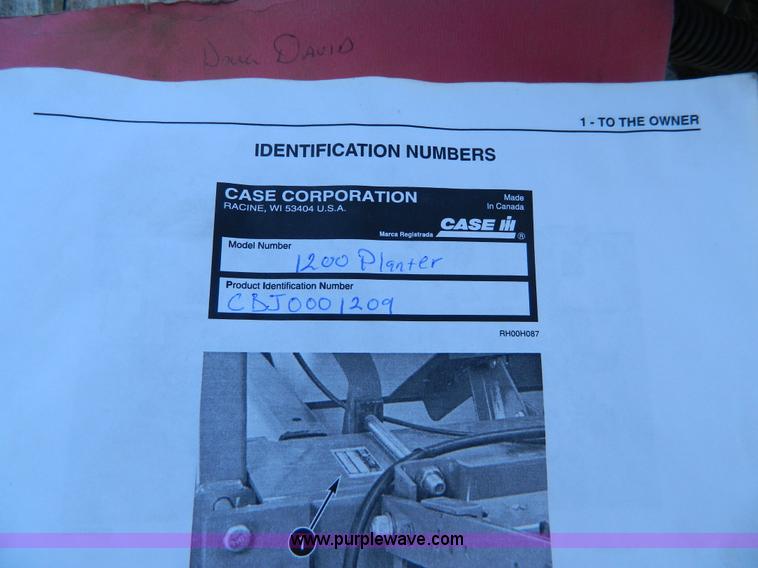 DAVID
1 - TO THE OWNER
IDENTIFICATION NUMBERS
CASE CORPORATION
RACINE, WI 53404 U.S.A.
Made
In Canada
CASE IH
Marca Registrada
®
Model Number
1200 Planter
Product Identification Number
CBJ0001209
RH00H087
1
www.purplewave.com